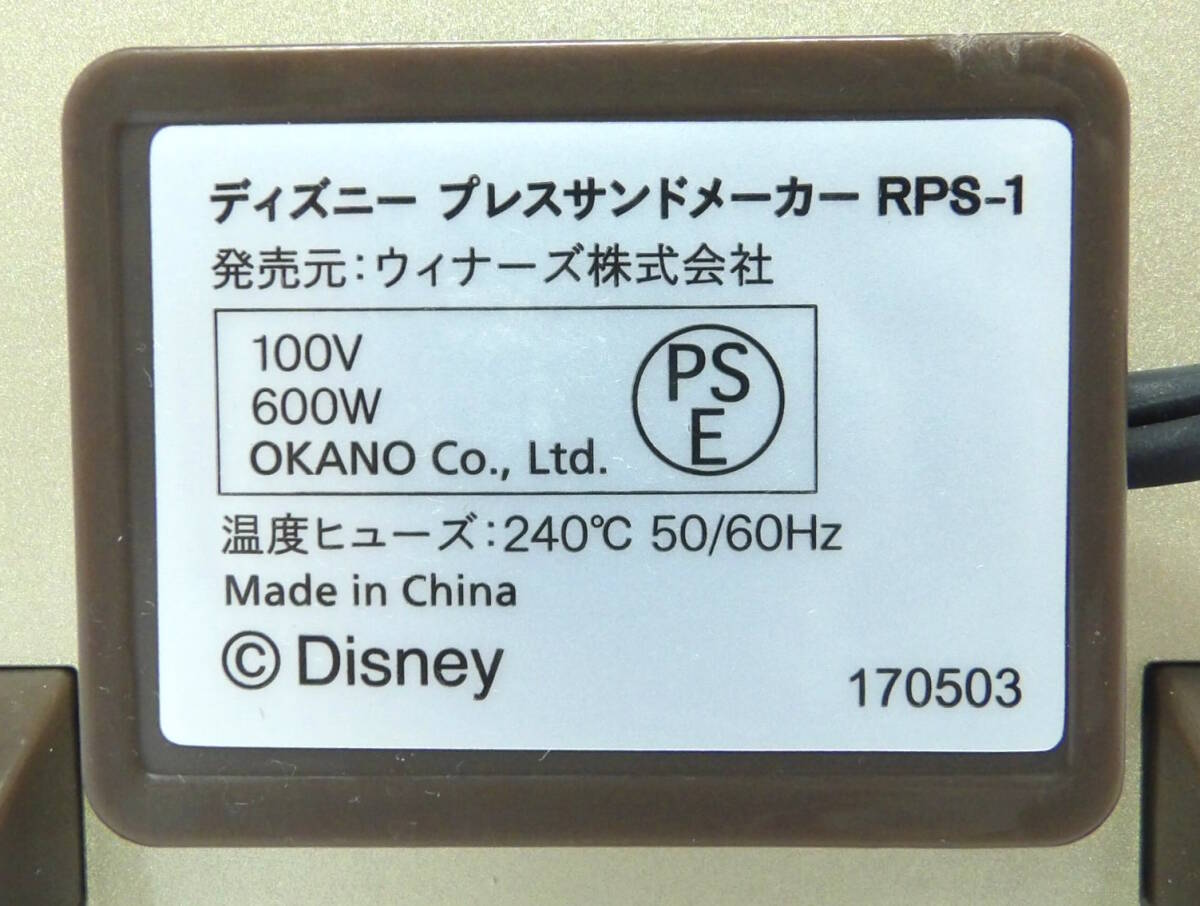 ディズニー プレスサンドメーカー RPS-1
発売元：ウィナーズ株式会社
100V
600W
OKANO Co., Ltd.
PS
E
温度ヒューズ：240℃ 50/60Hz
Made in China
© Disney
170503